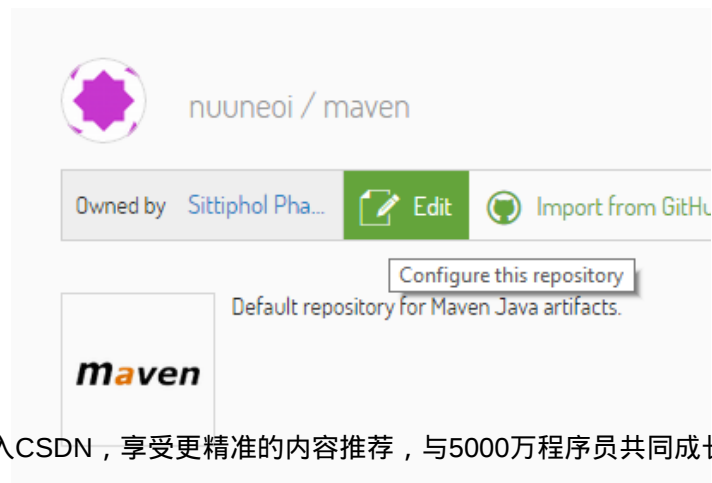 nuuneoi / maven
Owned by Sittiphol Pha... Edit Import from GitHu
Configure this repository
Default repository for Maven Java artifacts.
maven
入CSDN，享受更精准的内容推荐，与5000万程序员共同成长